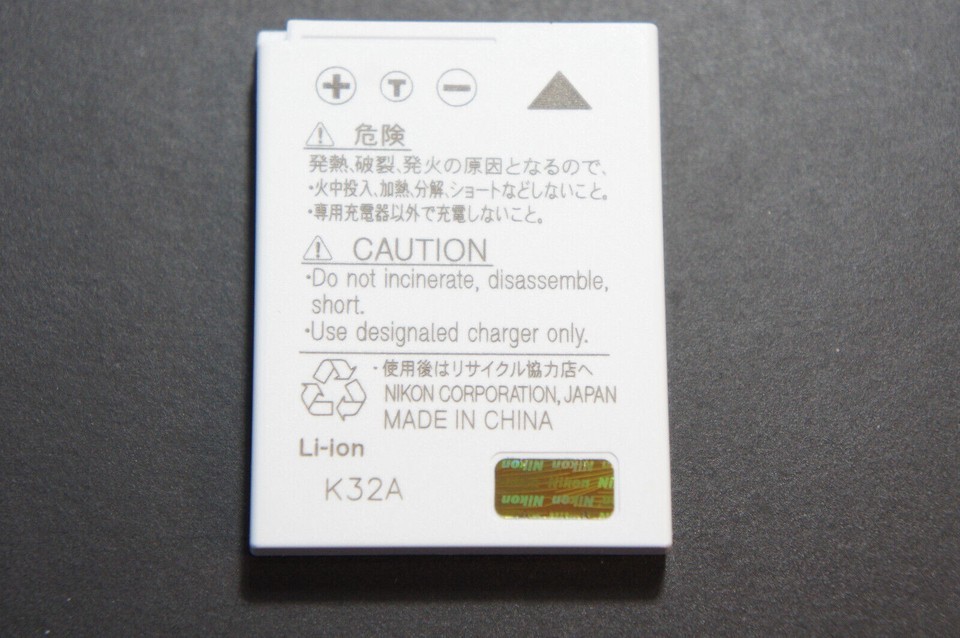 + T −
危険
発熱、破裂、発火の原因となるので、
・火中投入、加熱、分解、ショートなどしないこと。
・専用充電器以外で充電しないこと。
CAUTION
・Do not incinerate, disassemble,
short.
・Use designated charger only.
・使用後はリサイクル協力店へ
NIKON CORPORATION, JAPAN
MADE IN CHINA
Li-ion
K32A
Nikon Nikon
Nikon
Nikon Nikon